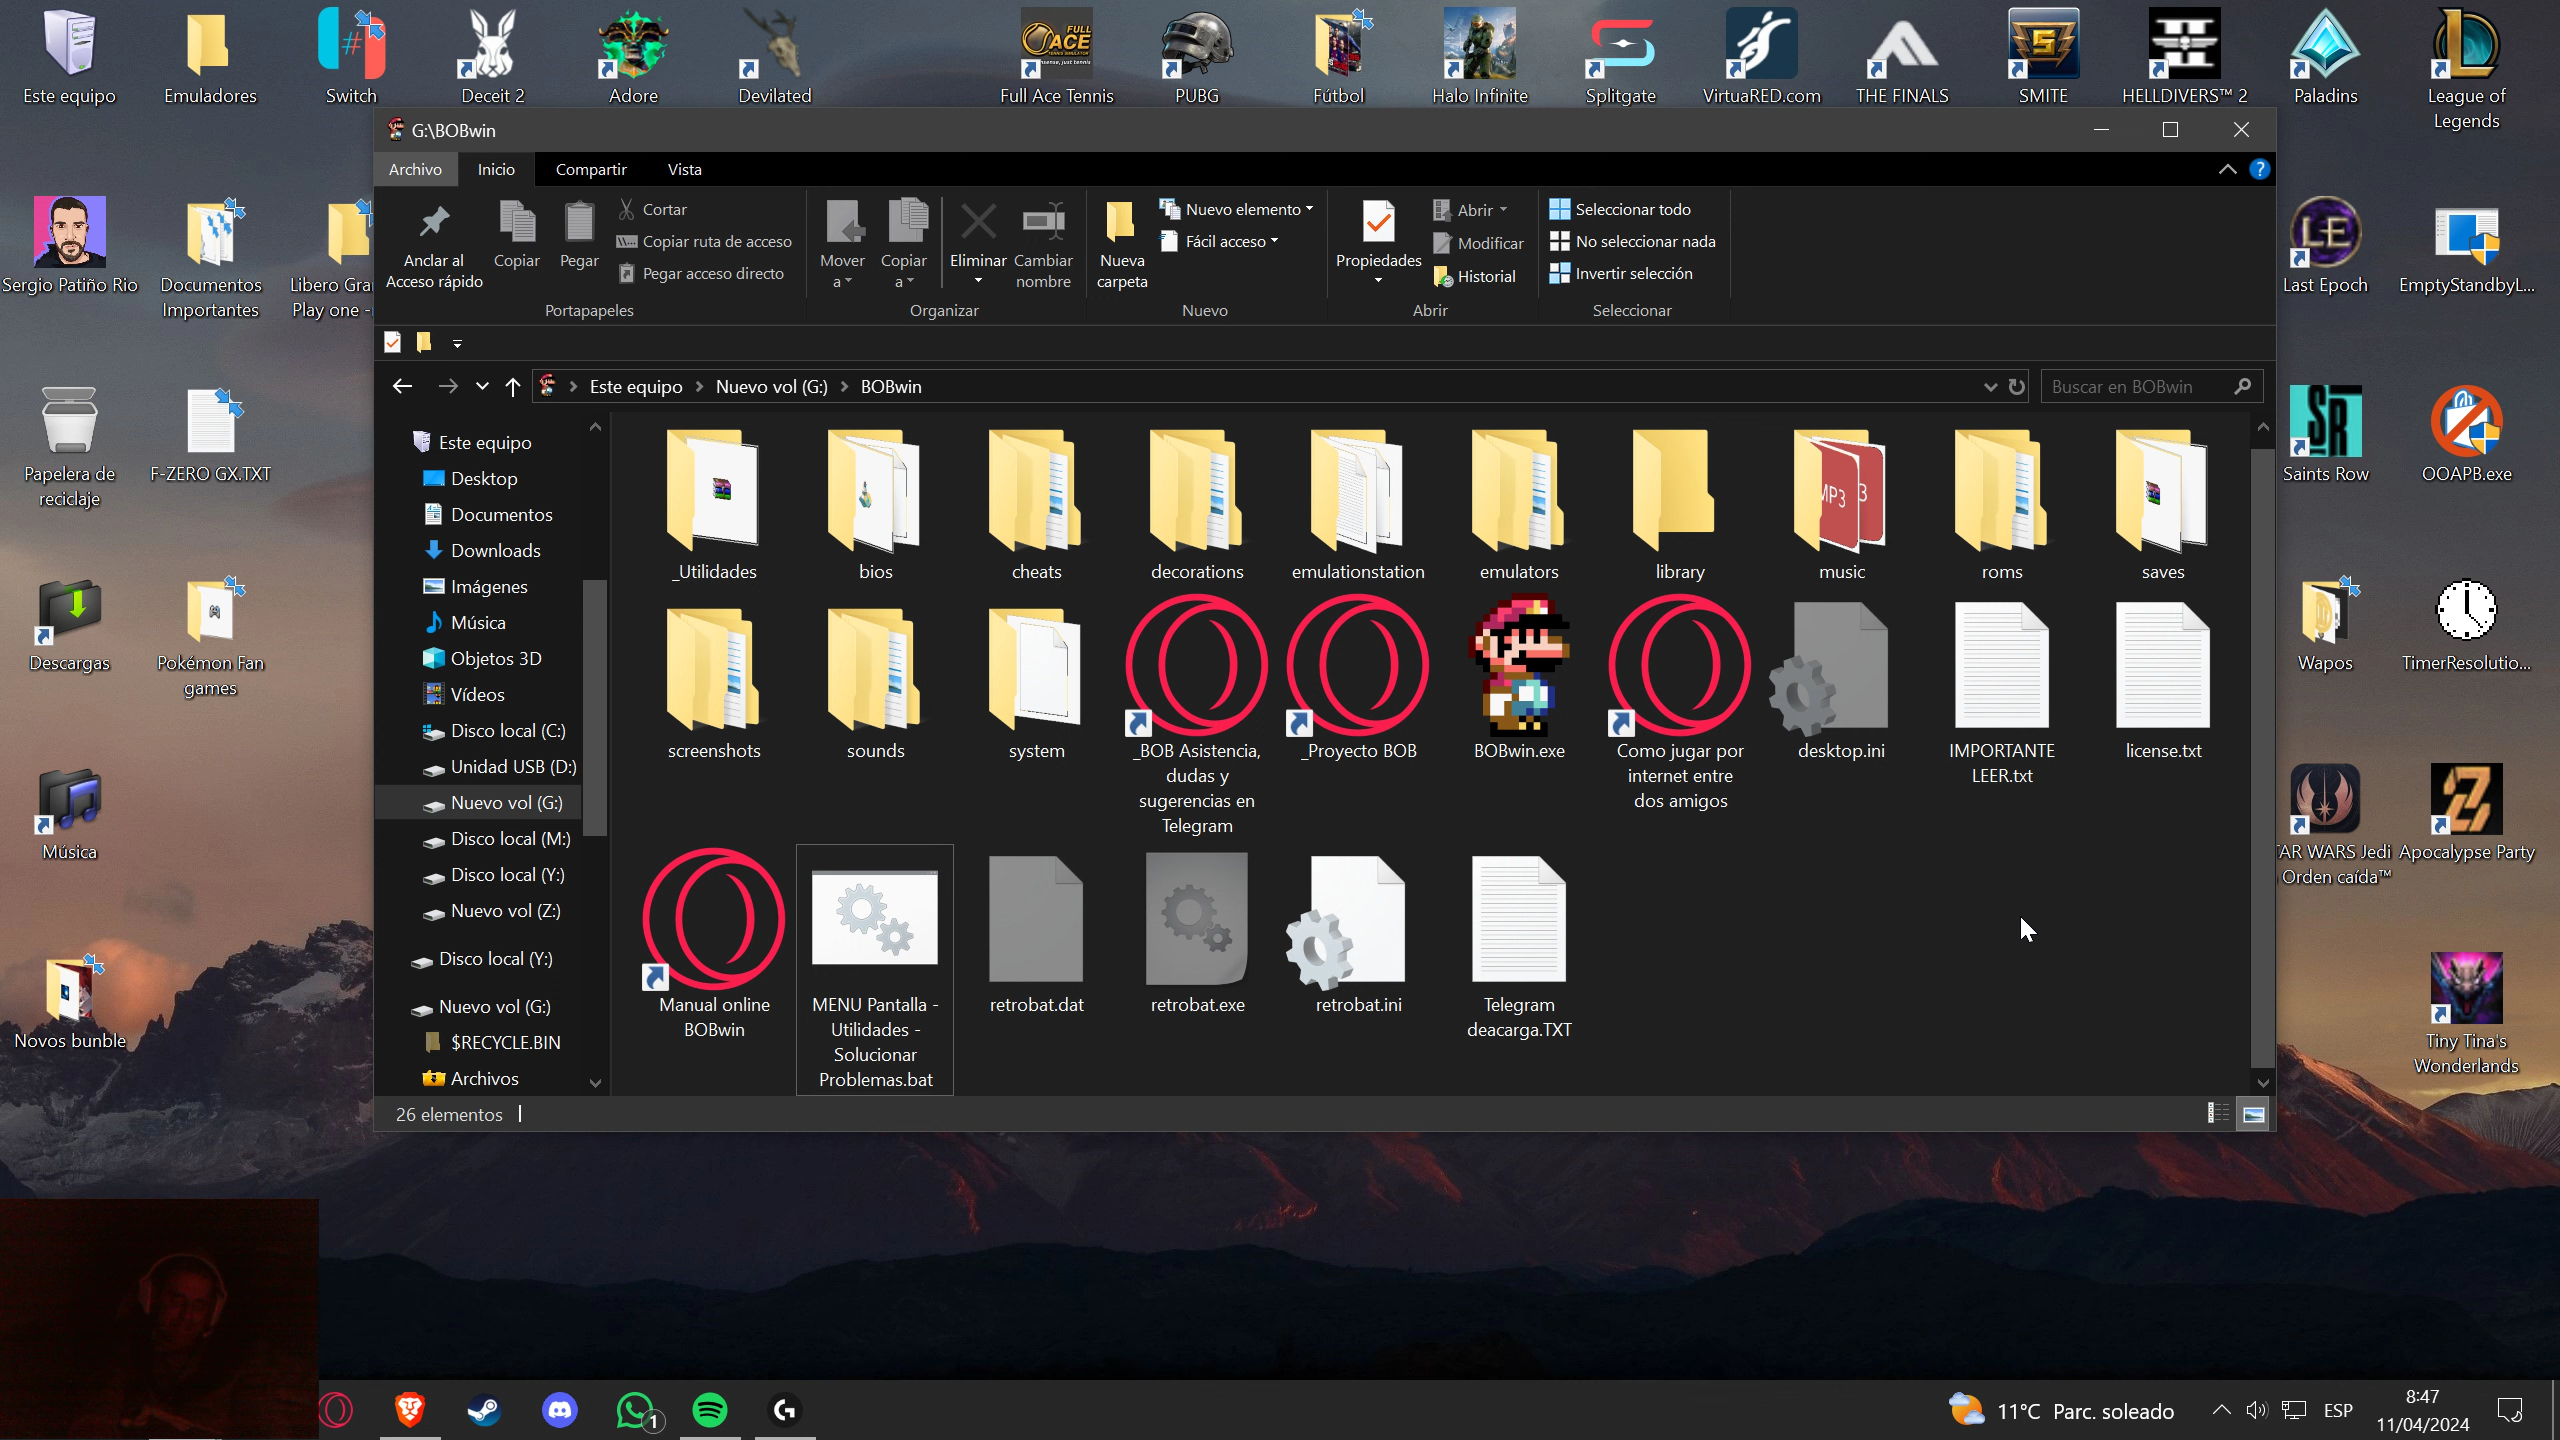 Este equipo
Emuladores
Switch
Deceit 2
Adore
Devilated
FULL
ACE
Full Ace Tennis
PUBG
Fútbol
Halo Infinite
Splitgate
VirtuaRED.com
THE FINALS
SMITE
HELLDIVERS™ 2
Paladins
League of
Legends
G:\BOBwin
Archivo
Inicio
Compartir
Vista
Anclar al
Acceso rápido
Copiar
Pegar
Cortar
Copiar ruta de acceso
Pegar acceso directo
Portapapeles
Mover
a
Copiar
a
Eliminar
Cambiar
nombre
Organizar
Nueva
carpeta
Nuevo elemento
Fácil acceso
Nuevo
Propiedades
Abrir
Modificar
Historial
Abrir
Seleccionar todo
No seleccionar nada
Invertir selección
Seleccionar
Este equipo
Nuevo vol (G:)
BOBwin
Buscar en BOBwin
Este equipo
Desktop
Documentos
Downloads
Imágenes
Música
Objetos 3D
Vídeos
Disco local (C:)
Unidad USB (D:)
Nuevo vol (G:)
Disco local (M:)
Disco local (Y:)
Nuevo vol (Z:)
Disco local (Y:)
Nuevo vol (G:)
$RECYCLE.BIN
Archivos
_Utilidades
bios
cheats
decorations
emulationstation
emulators
library
music
roms
saves
screenshots
sounds
system
_BOB Asistencia,
dudas y
sugerencias en
Telegram
_Proyecto BOB
BOBwin.exe
Como jugar por
internet entre
dos amigos
desktop.ini
IMPORTANTE
LEER.txt
license.txt
Manual online
BOBwin
MENU Pantalla -
Utilidades -
Solucionar
Problemas.bat
retrobat.dat
retrobat.exe
retrobat.ini
Telegram
deacarga.TXT
26 elementos
Sergio Patiño Rio
Documentos
Importantes
Libero Gra
Play one -
Papelera de
reciclaje
F-ZERO GX.TXT
Descargas
Pokémon Fan
games
Música
Novos bunble
LE
Last Epoch
EmptyStandbyL...
SR
Saints Row
OOAPB.exe
Wapos
TimerResolutio...
TAR WARS Jedi
Orden caída™
Apocalypse Party
Tiny Tina's
Wonderlands
1
11°C Parc. soleado
ESP
8:47
11/04/2024